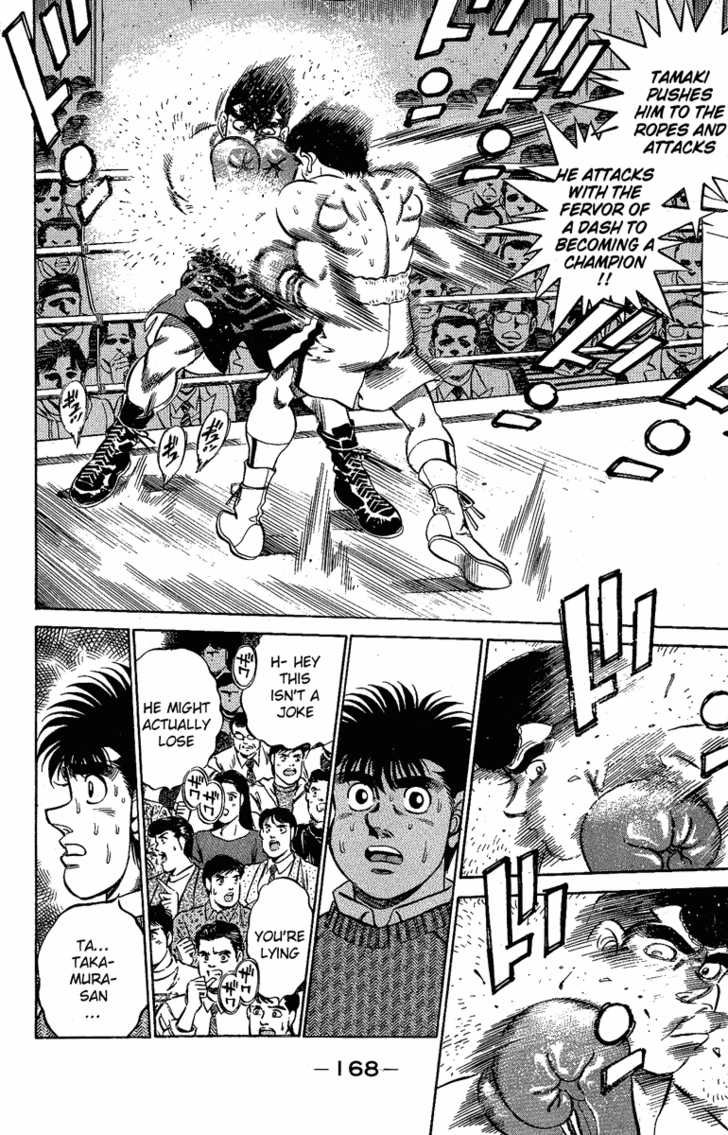 TAMAKI
PUSHES
HIM TO THE
ROPES AND
ATTACKS
HE ATTACKS
WITH THE
FERVOR OF
A DASH TO
BECOMING A
CHAMPION
!!
H- HEY
THIS
ISN'T A
JOKE
HE MIGHT
ACTUALLY
LOSE
YOU'RE
LYING
TA...
TAKA-
MURA-
SAN
...
-168-